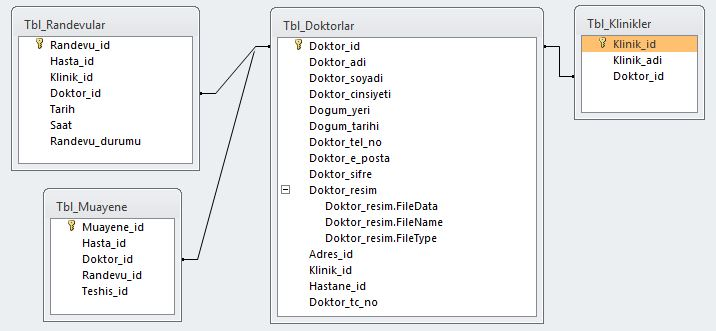 Tbl_Randevular
Randevu_id
Hasta_id
Klinik_id
Doktor_id
Tarih
Saat
Randevu_durumu
Tbl_Muayene
Muayene_id
Hasta_id
Doktor_id
Randevu_id
Teshis_id
Tbl_Doktorlar
Doktor_id
Doktor_adi
Doktor_soyadi
Doktor_cinsiyeti
Dogum_yeri
Dogum_tarihi
Doktor_tel_no
Doktor_e_posta
Doktor_sifre
Doktor_resim
Doktor_resim.FileData
Doktor_resim.FileName
Doktor_resim.FileType
Adres_id
Klinik_id
Hastane_id
Doktor_tc_no
Tbl_Klinikler
Klinik_id
Klinik_adi
Doktor_id